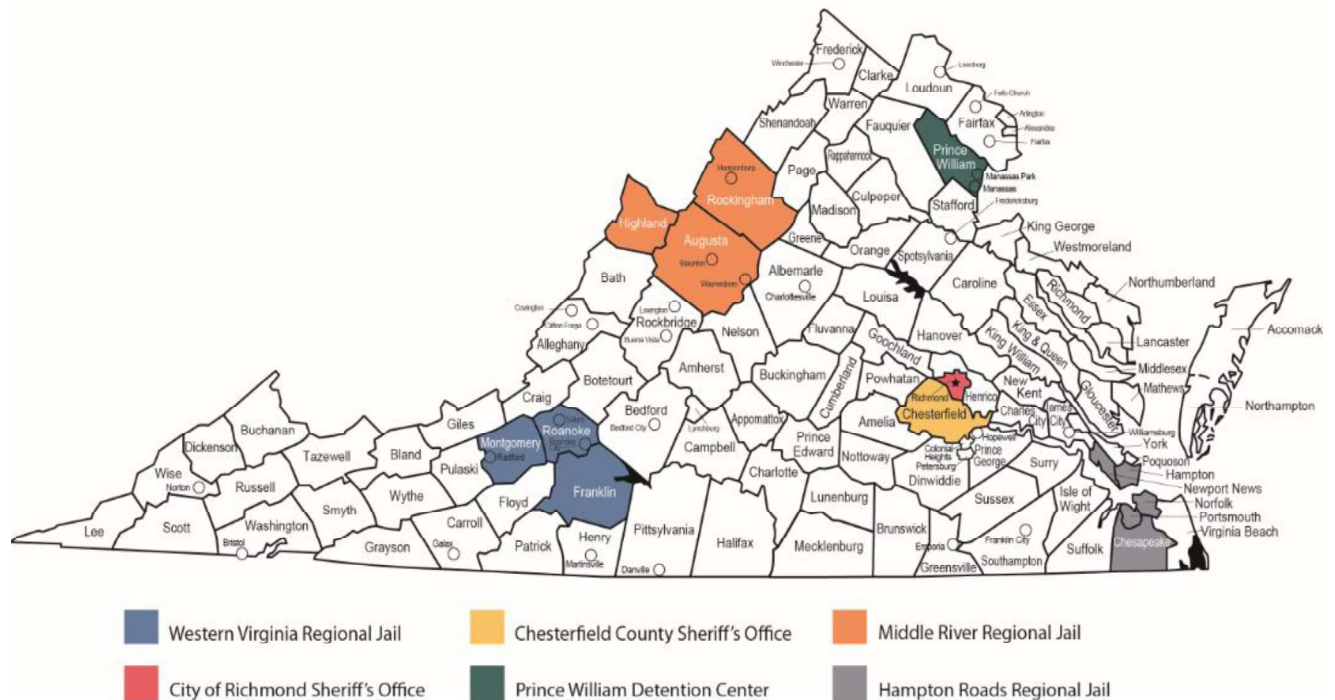 Frederick
Winchester
Clarke
Leesburg
Loudoun
Falls Church
Warren
Shenandoah
Fauquier
Fairfax
Arlington
Alexandria
Fairfax
Prince
William
Manassas Park
Manassas
Fredericksburg
Rappahannock
Page
Harrisonburg
Rockingham
Culpeper
Madison
Stafford
King George
Westmoreland
Highland
Augusta
Staunton
Waynesboro
Greene
Orange
Spotsylvania
Bath
Albemarle
Charlottesville
Caroline
Northumberland
Richmond
Essex
Louisa
Accomack
Covington
Clifton Forge
Alleghany
Lexington
Rockbridge
Buena Vista
Nelson
Fluvanna
Hanover
King & Queen
King William
Lancaster
Middlesex
Mathews
Gloucester
Goochland
Northampton
Craig
Botetourt
Amherst
Buckingham
Cumberland
Powhatan
Richmond
Henrico
New
Kent
Charles
City
James
City
Williamsburg
York
Chesterfield
Buchanan
Dickenson
Giles
Montgomery
Radford
Roanoke
Bedford
Bedford City
Lynchburg
Campbell
Appomattox
Prince
Edward
Amelia
Nottoway
Hopewell
Colonial
Heights
Petersburg
Prince
George
Dinwiddie
Surry
Poquoson
Hampton
Newport News
Norfolk
Portsmouth
Virginia Beach
Wise
Norton
Tazewell
Bland
Pulaski
Russell
Wythe
Smyth
Floyd
Franklin
Charlotte
Lunenburg
Sussex
Isle of
Wight
Lee
Scott
Washington
Bristol
Grayson
Carroll
Galax
Patrick
Henry
Martinsville
Pittsylvania
Danville
Halifax
Mecklenburg
Brunswick
Emporia
Greensville
Franklin City
Southampton
Suffolk
Chesapeake
Western Virginia Regional Jail
Chesterfield County Sheriff's Office
Middle River Regional Jail
City of Richmond Sheriff's Office
Prince William Detention Center
Hampton Roads Regional Jail